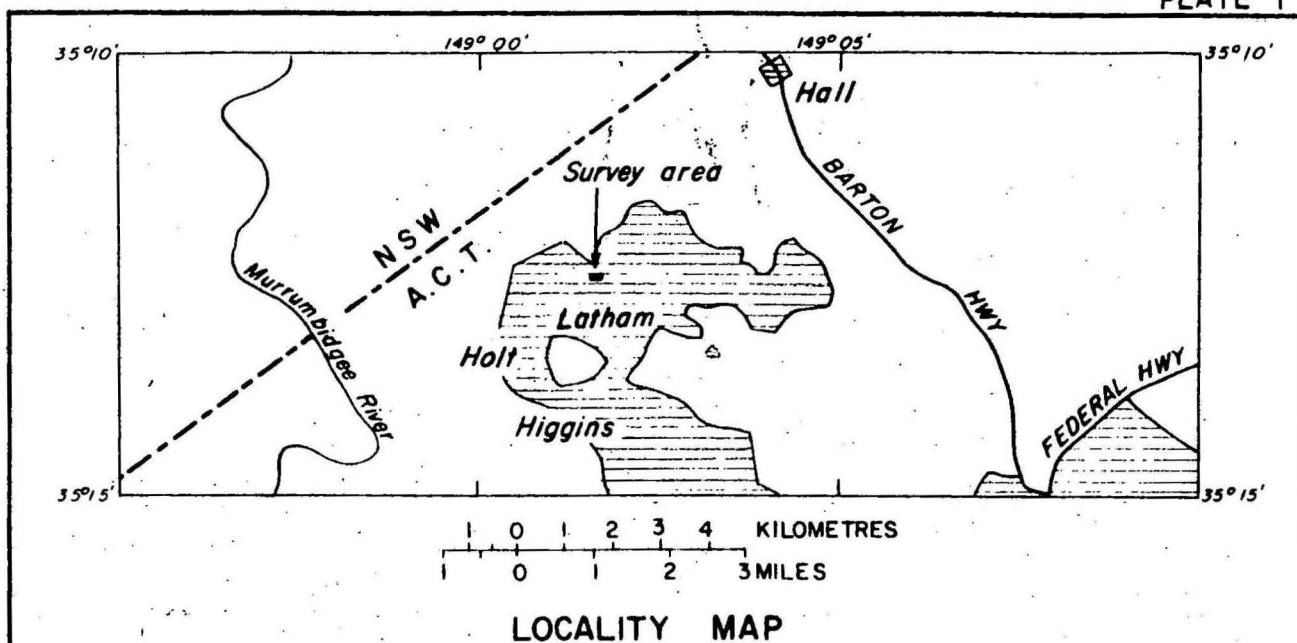 PLATE 1
35°10'
149° 00'
149°05'
35°10'
Hall
Survey area
BARTON
HWY
NSW
A.C.T.
Murrumbidgee
River
Latham
Holt
Higgins
FEDERAL HWY
35°15'
35°15'
1 0 1 2 3 4 KILOMETRES
1 0 1 2 3 MILES
LOCALITY MAP